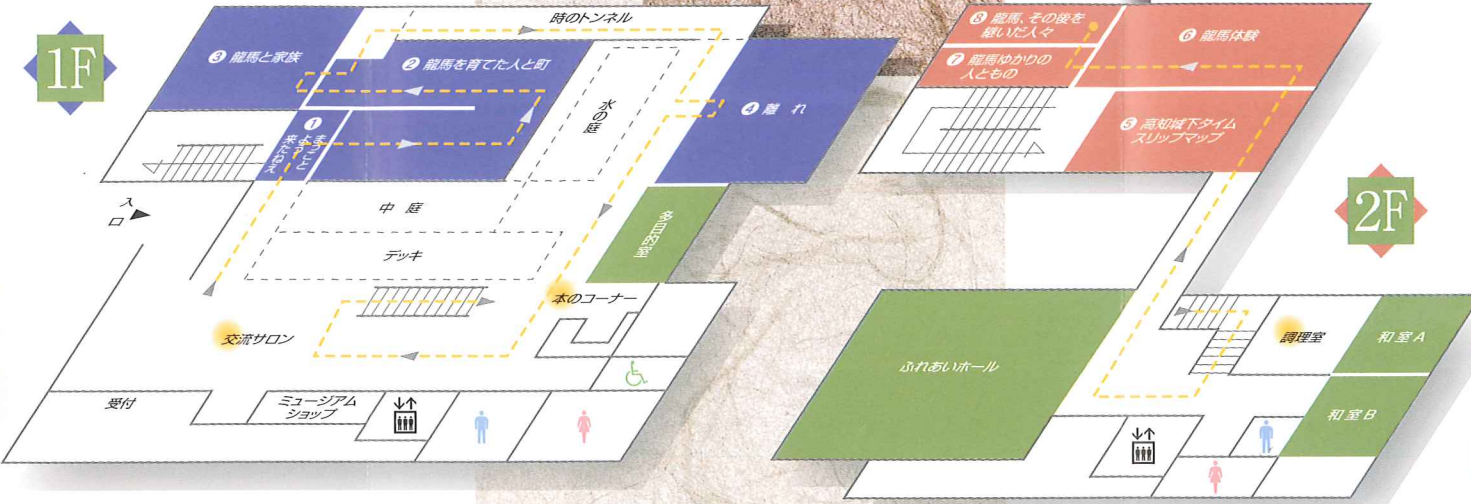 1F
時のトンネル
❸ 龍馬と家族
❷ 龍馬を育てた人と町
水の庭
❹ 離 れ
❶
まっことよーう
来たねえ
入
口
中 庭
デッキ
多目的室
本のコーナー
交流サロン
受付
ミュージアム
ショップ
❽ 龍馬、その後を
継いだ人々
❻ 龍馬体験
❼ 龍馬ゆかりの
人ともの
❺ 高知城下タイム
スリップマップ
2F
ふれあいホール
調理室
和室A
和室B